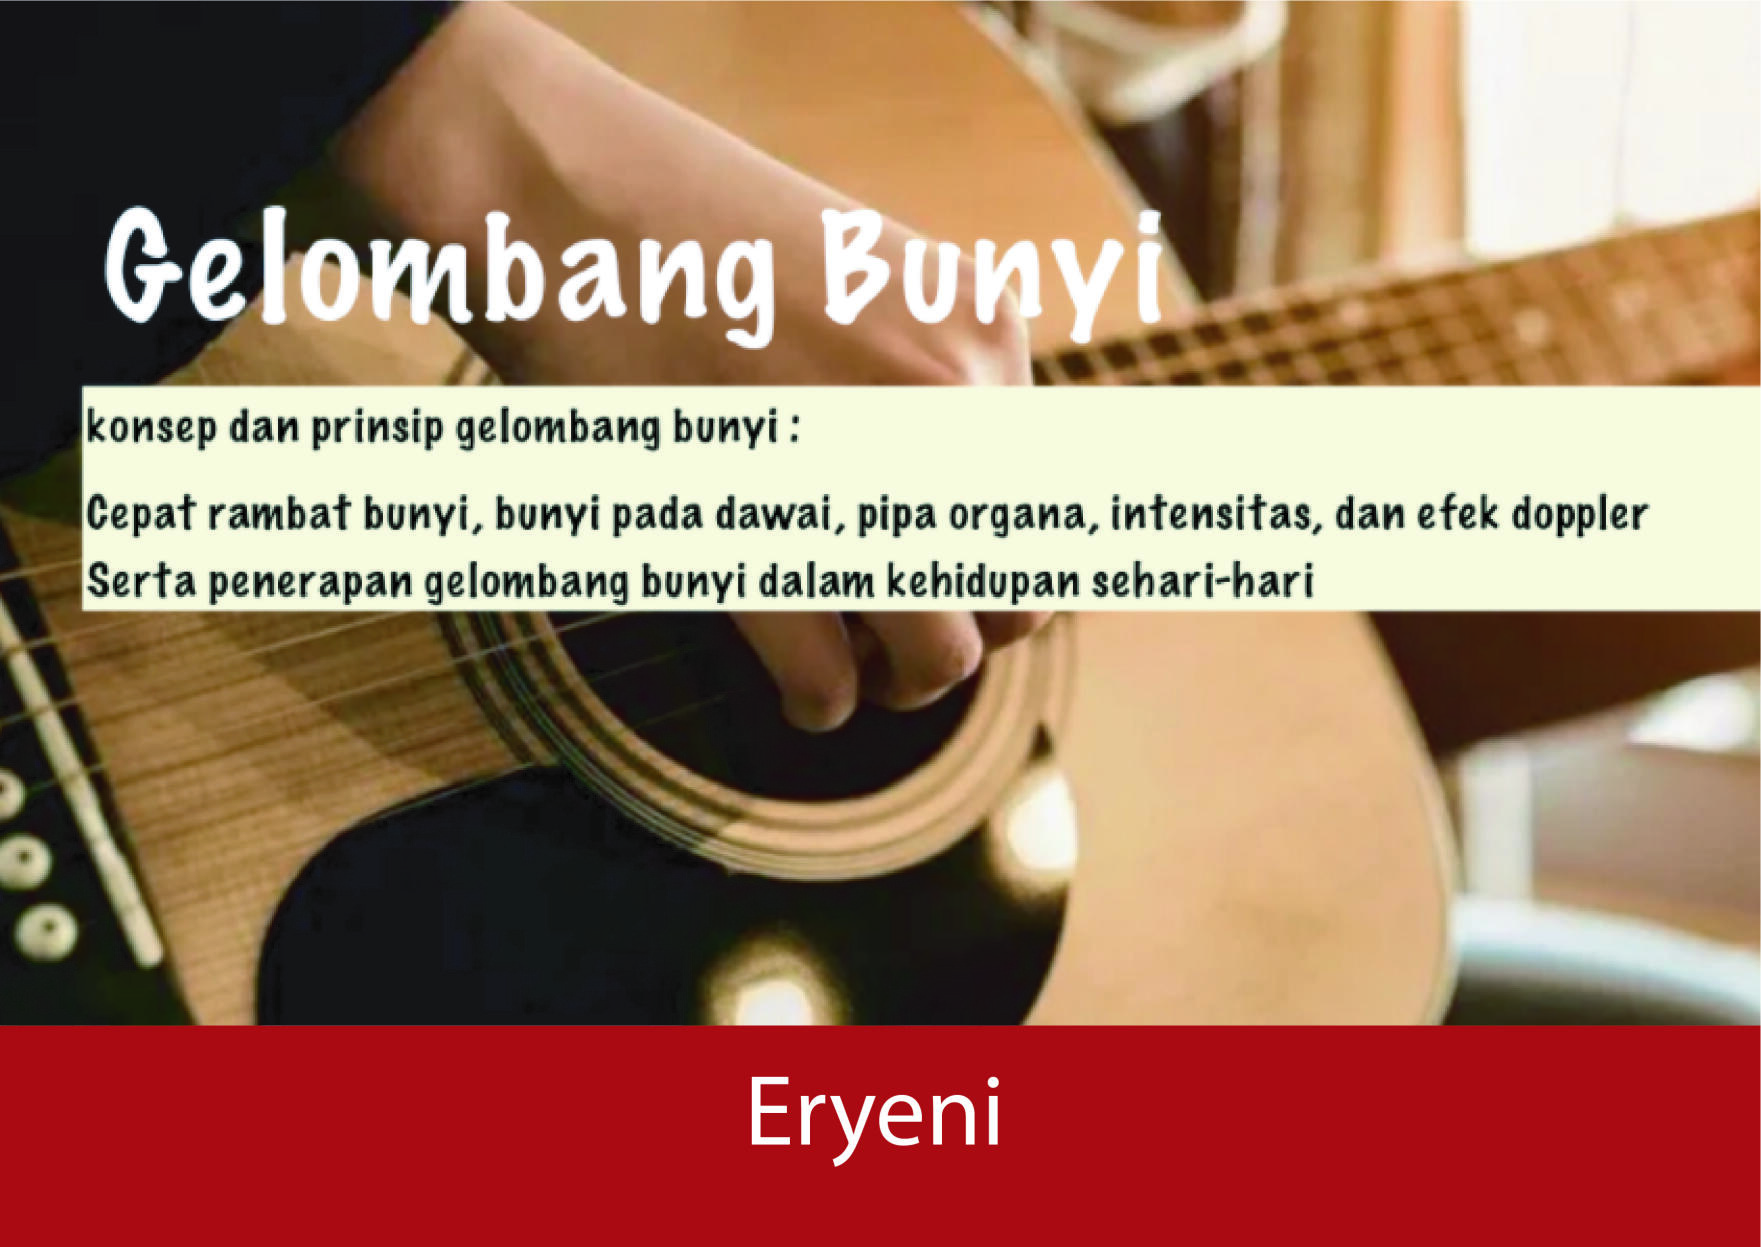 Gelombang Bunyi
konsep dan prinsip gelombang bunyi :
Cepat rambat bunyi, bunyi pada dawai, pipa organa, intensitas, dan efek doppler
Serta penerapan gelombang bunyi dalam kehidupan sehari-hari
Eryeni